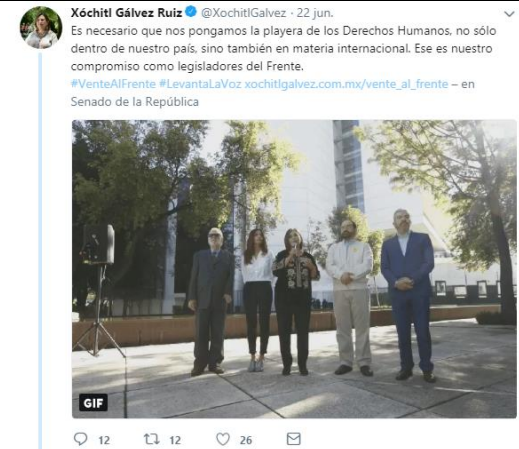 Xóchitl Gálvez Ruiz @XochitlGalvez · 22 jun.
Es necesario que nos pongamos la playera de los Derechos Humanos, no sólo
dentro de nuestro país, sino también en materia internacional. Ese es nuestro
compromiso como legisladores del Frente.
#VenteAlFrente #LevantaLaVoz xochitlgalvez.com.mx/vente_al_frente – en
Senado de la República
GIF
12 12 26